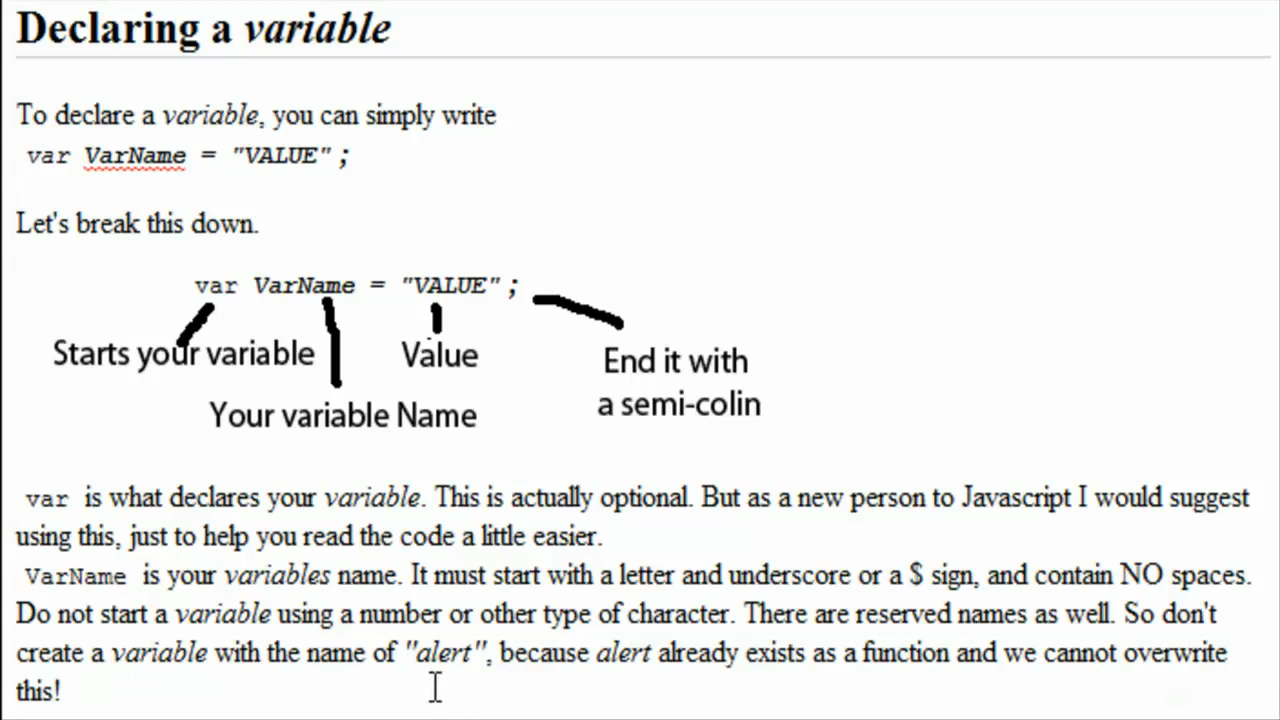 Declaring a variable
To declare a variable, you can simply write
var VarName = "VALUE";
Let's break this down.
var VarName = "VALUE";
Starts your variable
Value
End it with
a semi-colin
Your variable Name
var is what declares your variable. This is actually optional. But as a new person to Javascript I would suggest
using this, just to help you read the code a little easier.
VarName is your variables name. It must start with a letter and underscore or a $ sign, and contain NO spaces.
Do not start a variable using a number or other type of character. There are reserved names as well. So don't
create a variable with the name of "alert", because alert already exists as a function and we cannot overwrite
this!